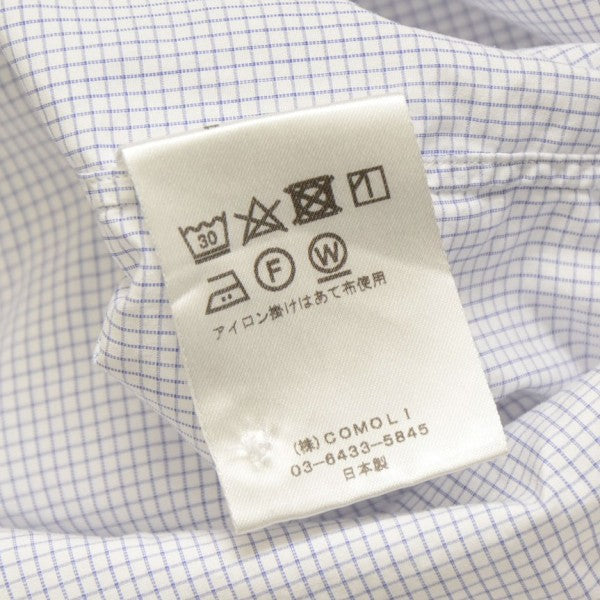 30
F W
アイロン掛けはあて布使用
(株)COMOLI
03-6433-5845
日本製